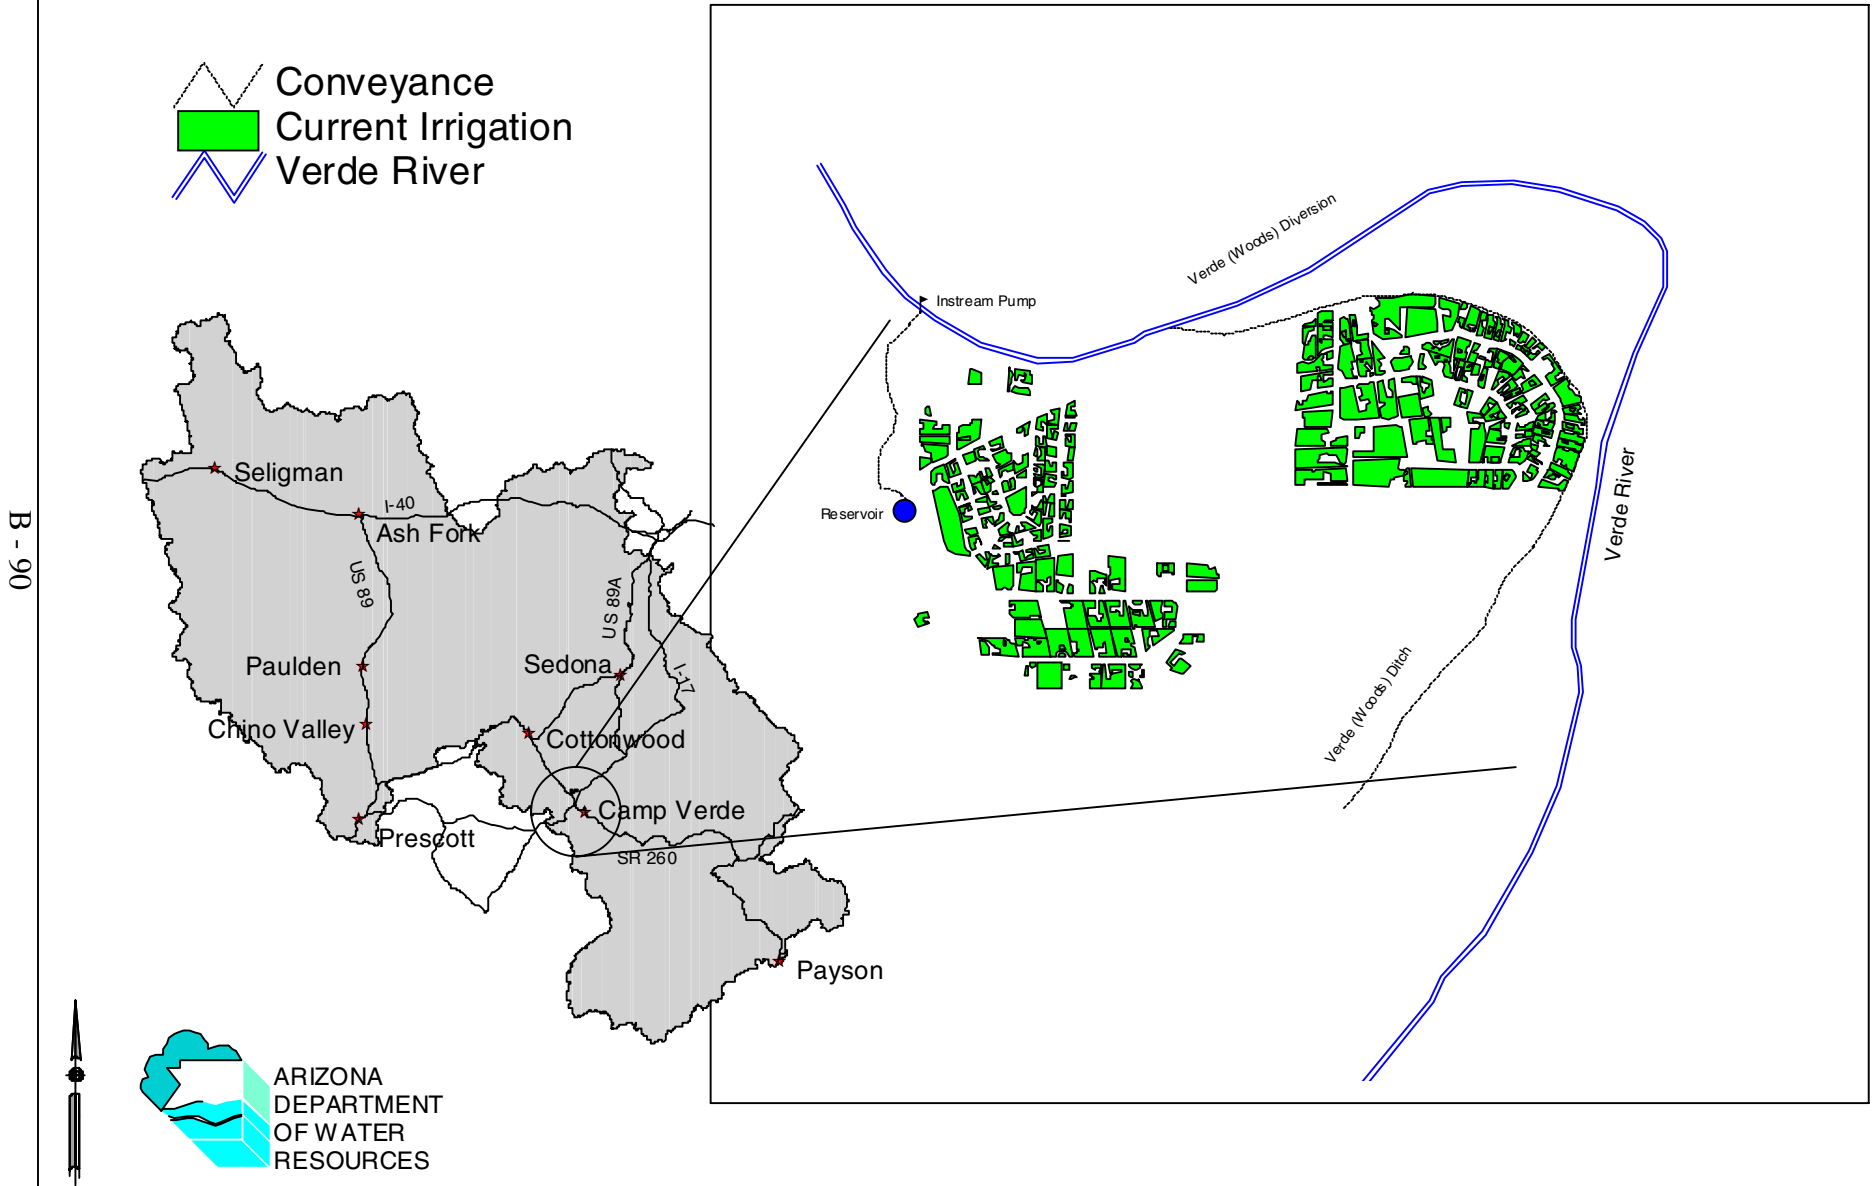 Conveyance
Current Irrigation
Verde River
Verde (Woods) Diversion
Instream Pump
Reservoir
Verde River
Verde (Woods) Ditch
Seligman
I-40
Ash Fork
US 89
US 89A
Paulden
Sedona
I-17
Chino Valley
Cottonwood
Camp Verde
Prescott
SR 260
Payson
B - 90
ARIZONA
DEPARTMENT
OF WATER
RESOURCES